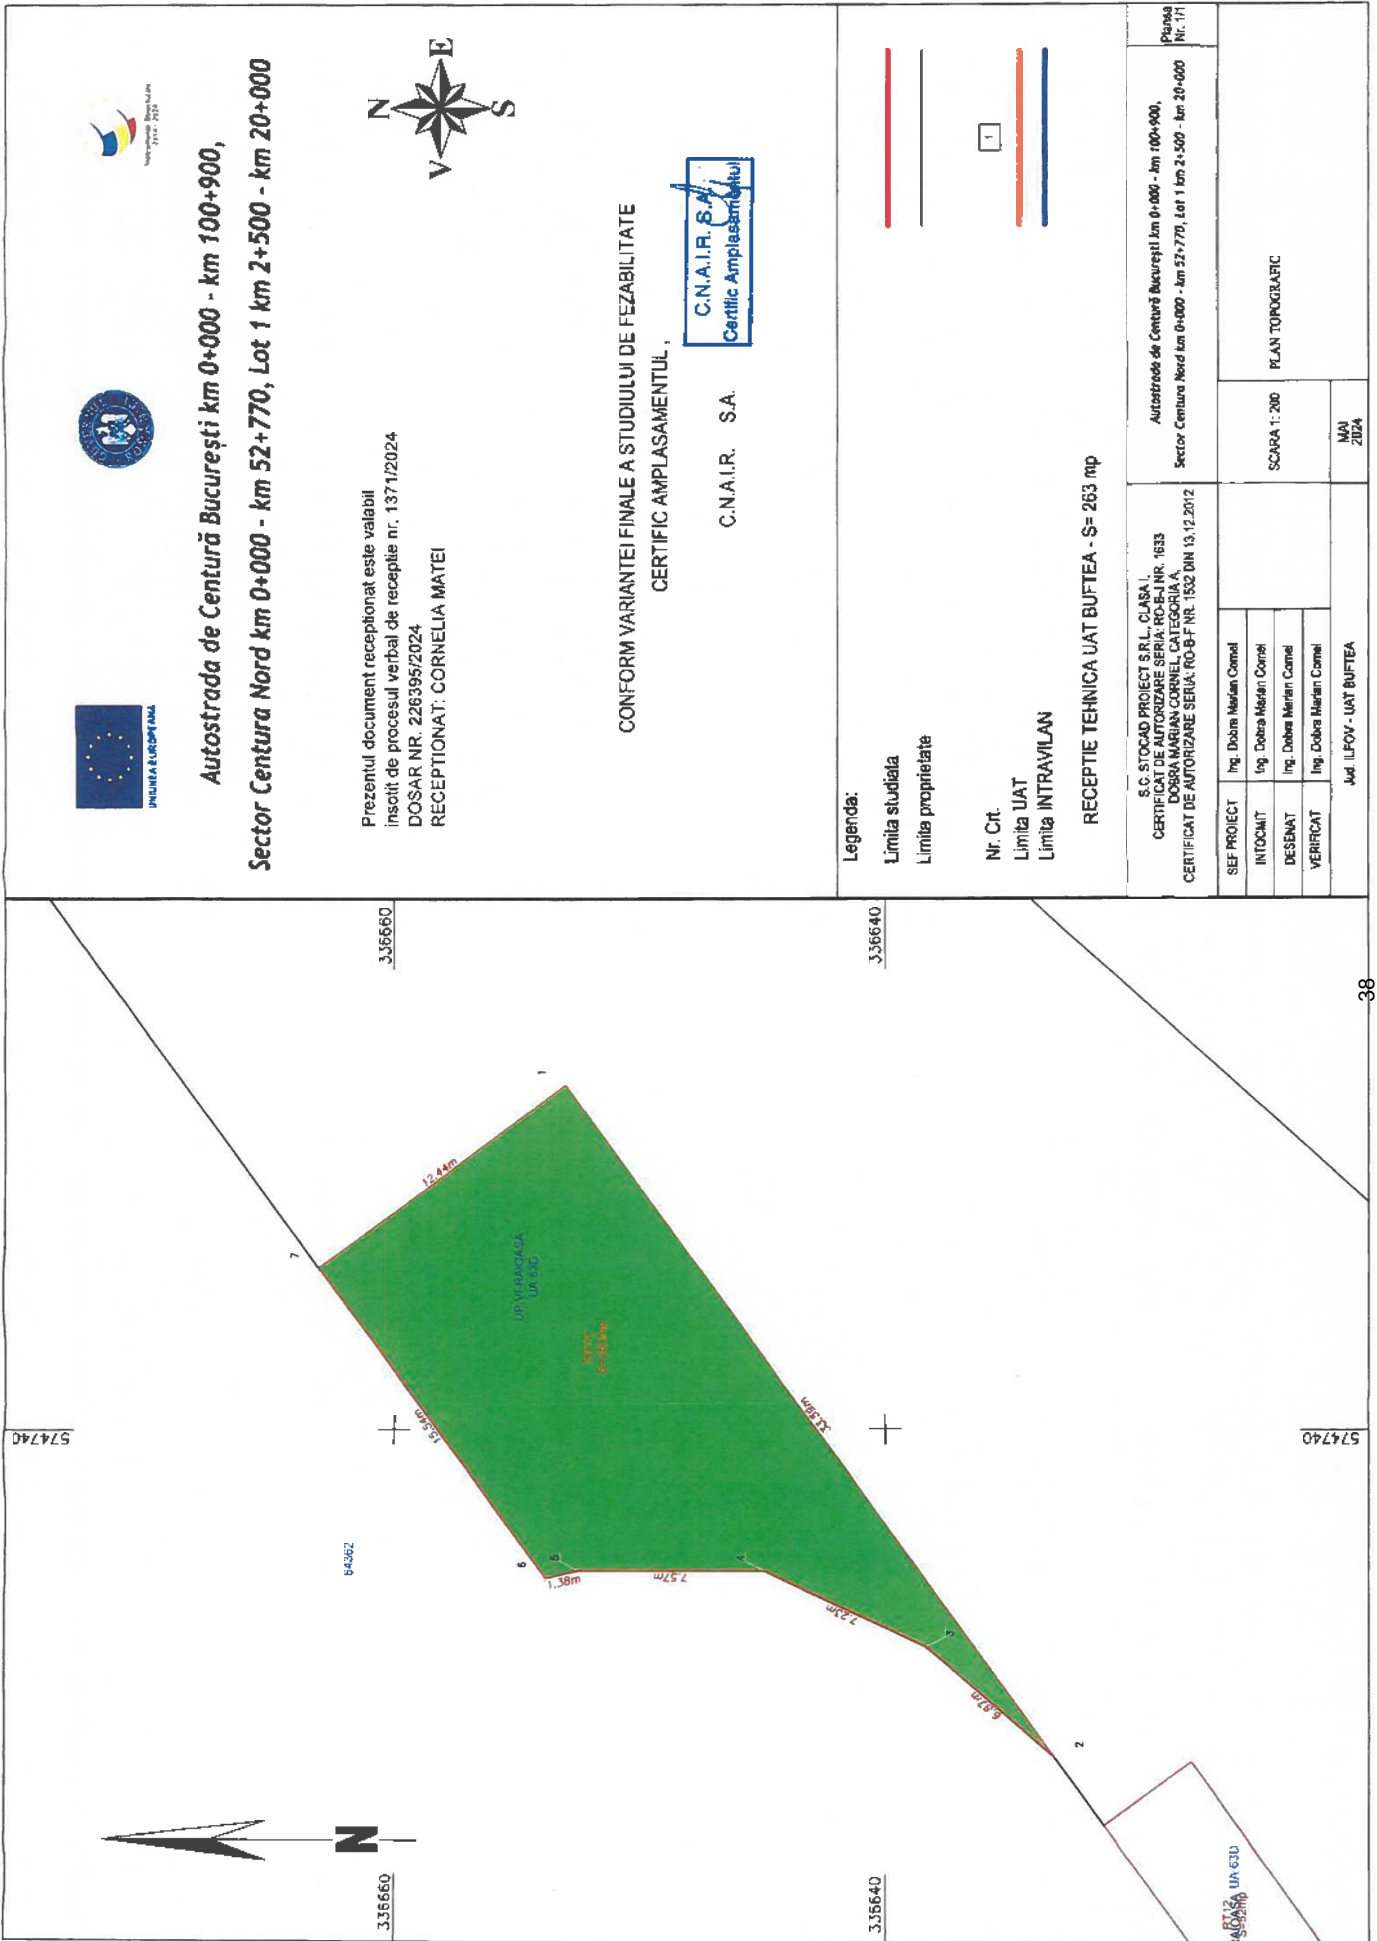 UNIUNEA EUROPEANĂ
Autostrada de Centură București km 0+000 - km 100+900,
Sector Centura Nord km 0+000 - km 52+770, Lot 1 km 2+500 - km 20+000
Prezentul document receptionat este valabil
insotit de procesul verbal de receptie nr. 1371/2024
DOSAR NR. 226395/2024
RECEPTIONAT: CORNELIA MATEI
N
V
E
S
CONFORM VARIANTEI FINALE A STUDIULUI DE FEZABILITATE
CERTIFIC AMPLASAMENTUL,
C.N.A.I.R. S.A.
C.N.A.I.R. S.A.
Certific Amplasamentul
Legenda:
Limita studiata
Limita proprietate
Nr. Crt.
1
Limita UAT
Limita INTRAVILAN
RECEPTIE TEHNICA UAT BUFTEA - S= 263 mp
S.C. STOCAD PROIECT S.R.L., CLASA I,
CERTIFICAT DE AUTORIZARE SERIA: RO-B-J NR. 1633
DOBRA MARIAN CORNEL, CATEGORIA A,
CERTIFICAT DE AUTORIZARE SERIA: RO-B-F NR. 1532 DIN 13.12.2012
Autostrada de Centură București km 0+000 - km 100+900,
Sector Centura Nord km 0+000 - km 52+770, Lot 1 km 2+500 - km 20+000
Plansa
Nr. 1/1
SEF PROIECT Ing. Dobra Marian Cornel
INTOCMIT Ing. Dobra Marian Cornel
DESENAT Ing. Dobra Marian Cornel
VERIFICAT Ing. Dobra Marian Cornel
SCARA 1: 200
PLAN TOPOGRAFIC
Jud. ILFOV - UAT BUFTEA
MAI
2024
336660
336640
574740
574740
336660
336640
64362
7
1
12.44m
15.54m
UP VI RAIOASA
UA 63D
33.59m
6
5
1.38m
7.57m
4
7.23m
3
6.87m
2
N
RT12
UA 63D
S=52mp
38